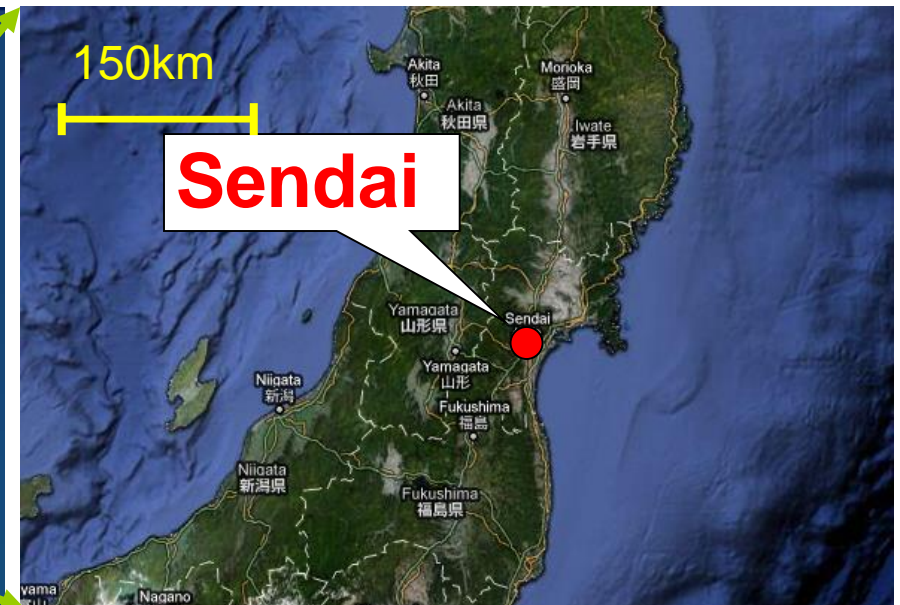 150km
Akita
秋田
Morioka
盛岡
Akita
秋田県
Iwate
岩手県
Sendai
Yamagata
山形県
Sendai
Yamagata
山形
Niigata
新潟
Fukushima
福島
Niigata
新潟県
Fukushima
福島県
yama
Nagano